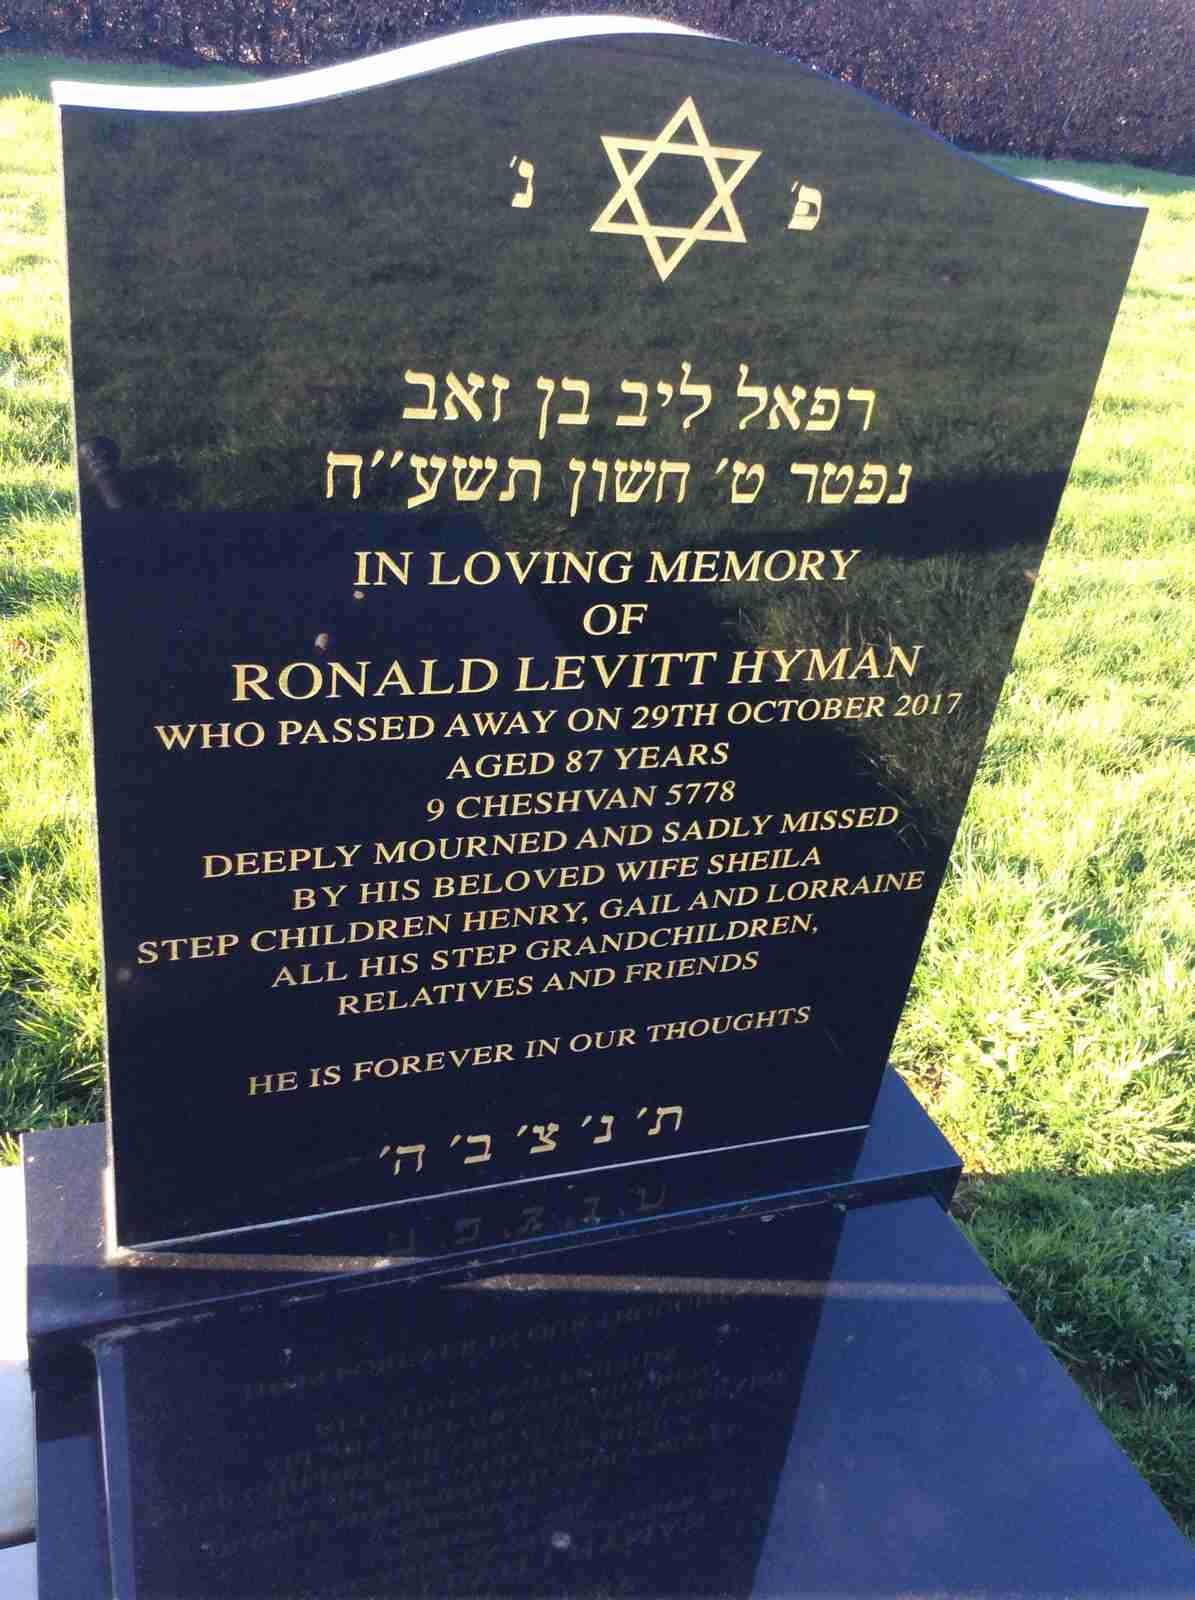 פ׳ נ׳
רפאל ליב בן זאב
נפטר ט׳ חשון תשע״ח
IN LOVING MEMORY
OF
RONALD LEVITT HYMAN
WHO PASSED AWAY ON 29TH OCTOBER 2017
AGED 87 YEARS
9 CHESHVAN 5778
DEEPLY MOURNED AND SADLY MISSED
BY HIS BELOVED WIFE SHEILA
STEP CHILDREN HENRY, GAIL AND LORRAINE
ALL HIS STEP GRANDCHILDREN,
RELATIVES AND FRIENDS
HE IS FOREVER IN OUR THOUGHTS
ת׳ נ׳ צ׳ ב׳ ה׳